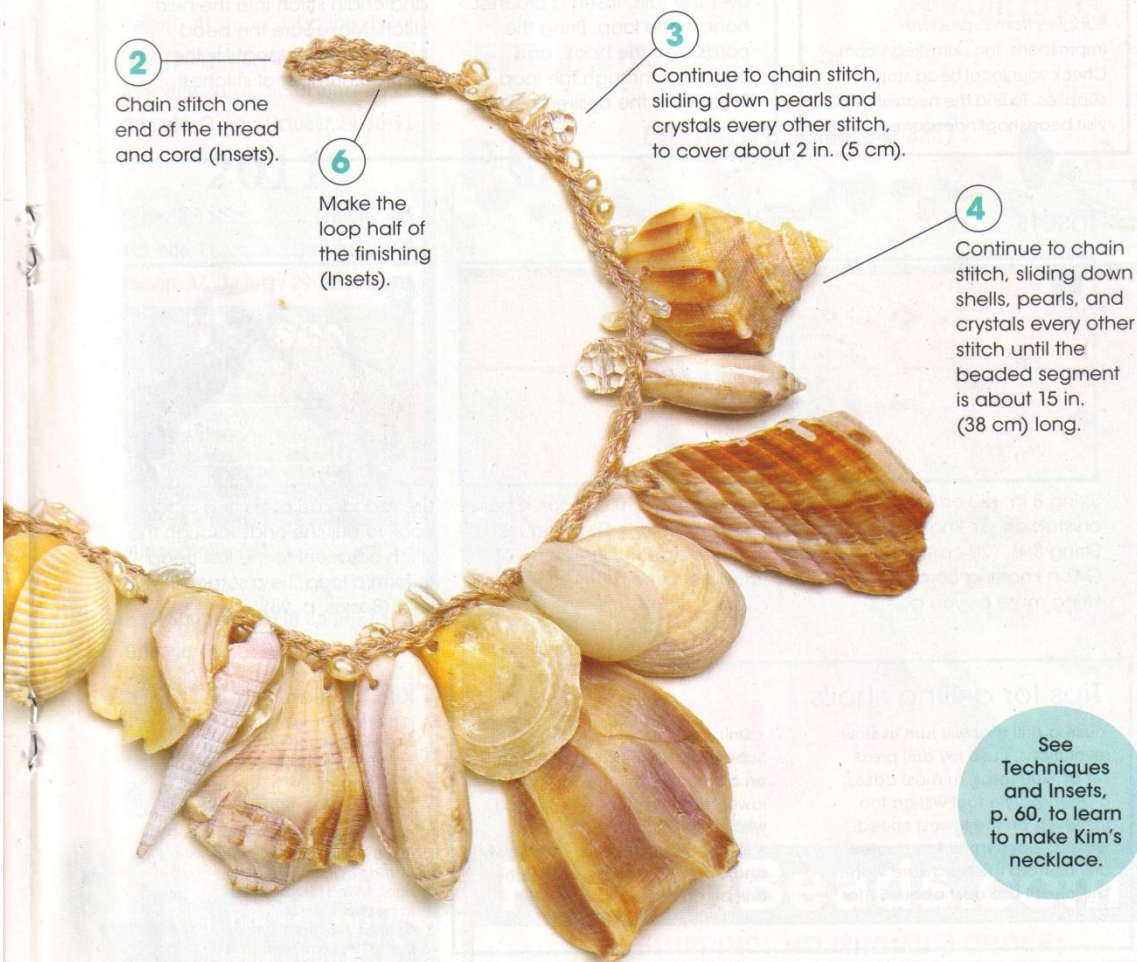 2
Chain stitch one
end of the thread
and cord (Insets).
6
Make the
loop half of
the finishing
(Insets).
3
Continue to chain stitch,
sliding down pearls and
crystals every other stitch,
to cover about 2 in. (5 cm).
4
Continue to chain
stitch, sliding down
shells, pearls, and
crystals every other
stitch until the
beaded segment
is about 15 in.
(38 cm) long.
See
Techniques
and Insets,
p. 60, to learn
to make Kim's
necklace.